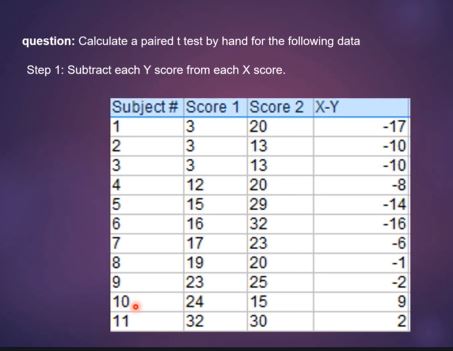 question: Calculate a paired t test by hand for the following data
Step 1: Subtract each Y score from each X score.
Subject # Score 1 Score 2 X-Y
1 3 20 -17
2 3 13 -10
3 3 13 -10
4 12 20 -8
5 15 29 -14
6 16 32 -16
7 17 23 -6
8 19 20 -1
9 23 25 -2
10 24 15 9
11 32 30 2